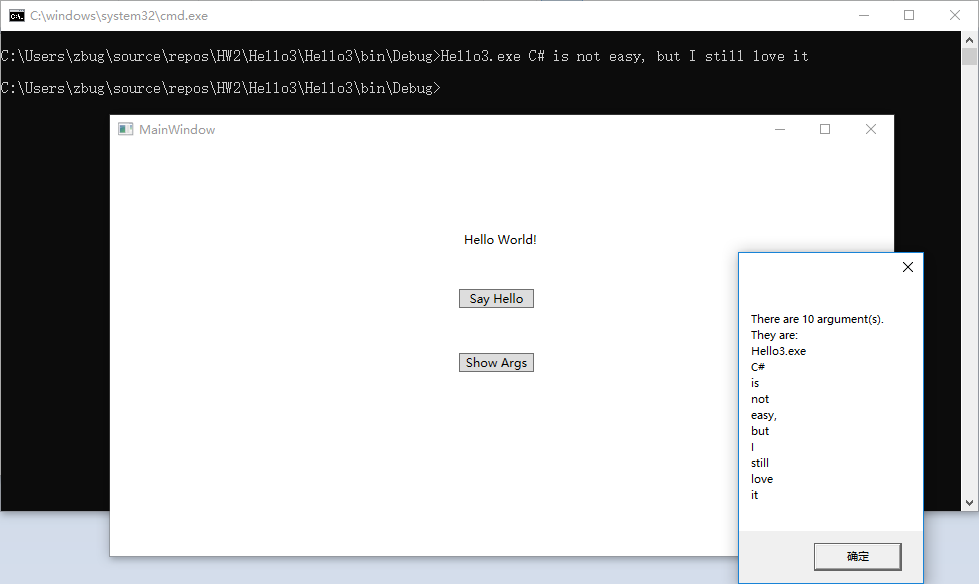 C:\windows\system32\cmd.exe
C:\Users\zbug\source\repos\HW2\Hello3\Hello3\bin\Debug>Hello3.exe C# is not easy, but I still love it
C:\Users\zbug\source\repos\HW2\Hello3\Hello3\bin\Debug>
MainWindow
Hello World!
Say Hello
Show Args
There are 10 argument(s).
They are:
Hello3.exe
C#
is
not
easy,
but
I
still
love
it
确定